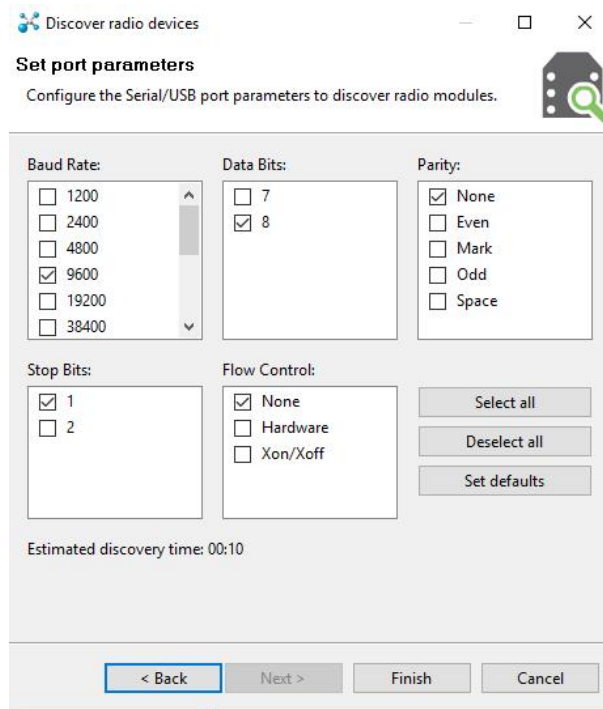 Discover radio devices
Set port parameters
Configure the Serial/USB port parameters to discover radio modules.
Baud Rate:
1200
2400
4800
9600
19200
38400
Data Bits:
7
8
Parity:
None
Even
Mark
Odd
Space
Stop Bits:
1
2
Flow Control:
None
Hardware
Xon/Xoff
Select all
Deselect all
Set defaults
Estimated discovery time: 00:10
< Back
Next >
Finish
Cancel